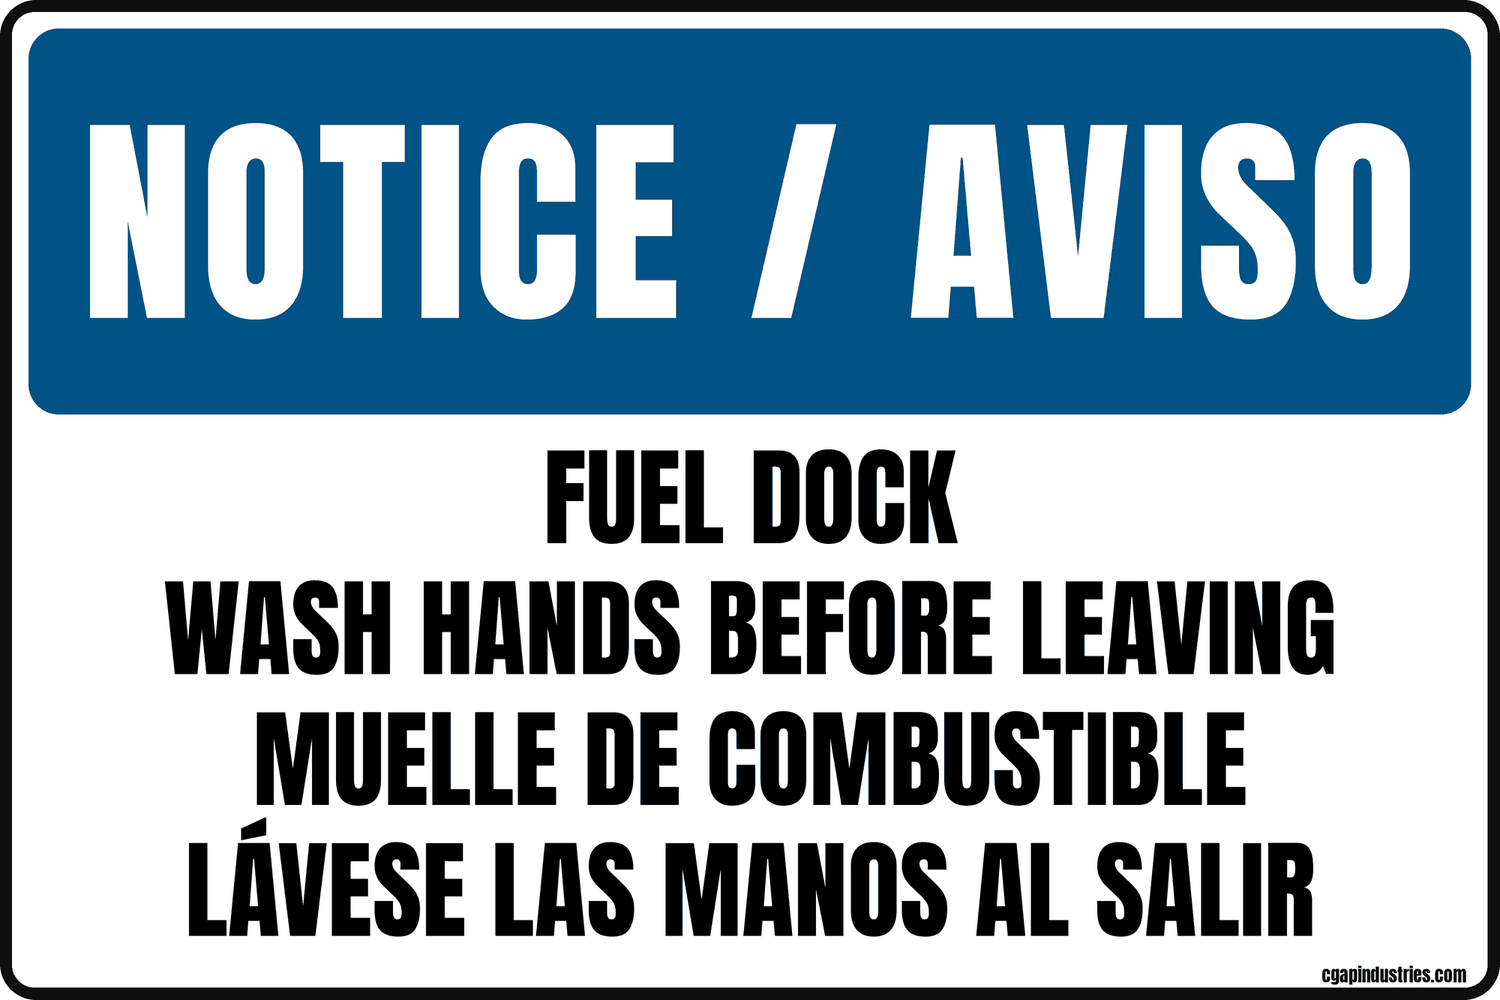 NOTICE / AVISO
FUEL DOCK
WASH HANDS BEFORE LEAVING
MUELLE DE COMBUSTIBLE
LÁVESE LAS MANOS AL SALIR
cgapindustries.com